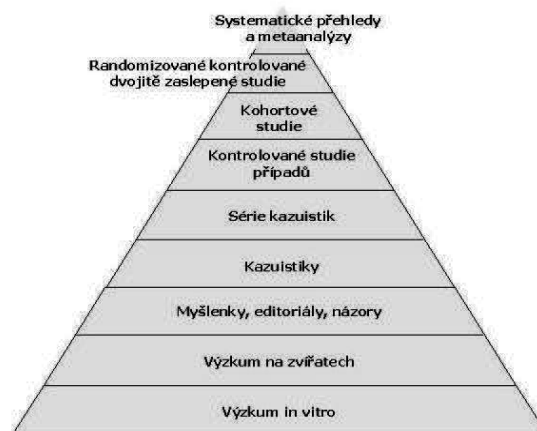 Systematické přehledy
a metaanalýzy
Randomizované kontrolované
dvojitě zaslepené studie
Kohortové
studie
Kontrolované studie
případů
Série kazuistik
Kazuistiky
Myšlenky, editoriály, názory
Výzkum na zvířatech
Výzkum in vitro